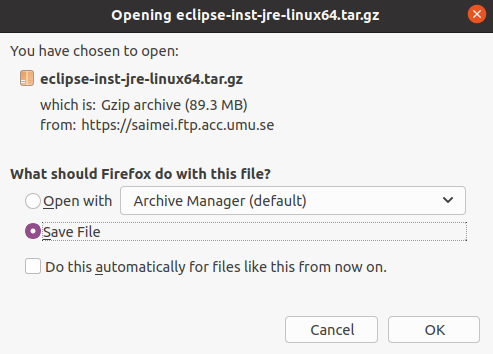 Opening eclipse-inst-jre-linux64.tar.gz
You have chosen to open:
eclipse-inst-jre-linux64.tar.gz
which is: Gzip archive (89.3 MB)
from: https://saimei.ftp.acc.umu.se
What should Firefox do with this file?
Open with Archive Manager (default)
Save File
Do this automatically for files like this from now on.
Cancel OK